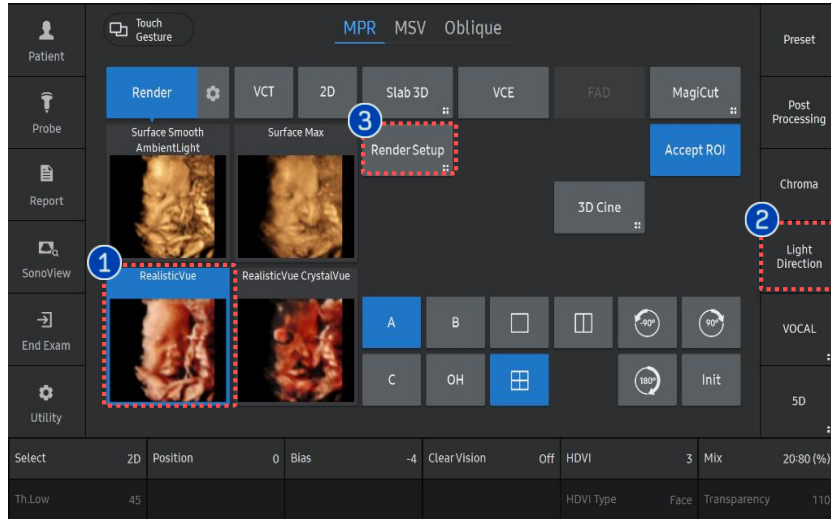 Touch
Gesture
MPR MSV Oblique
Patient
Probe
Report
SonoView
End Exam
Utility
Render
VCT
2D
Slab 3D
VCE
FAD
MagiCut
Surface Smooth
AmbientLight
Surface Max
3
Render Setup
Accept ROI
3D Cine
1
RealisticVue
RealisticVue CrystalVue
A
B
-90°
90°
C
OH
180°
Init
Preset
Post
Processing
Chroma
2
Light
Direction
VOCAL
5D
Select 2D
Position 0
Bias -4
ClearVision Off
HDVI 3
Mix 20:80 (%)
Th.Low 45
HDVI Type Face
Transparency 110